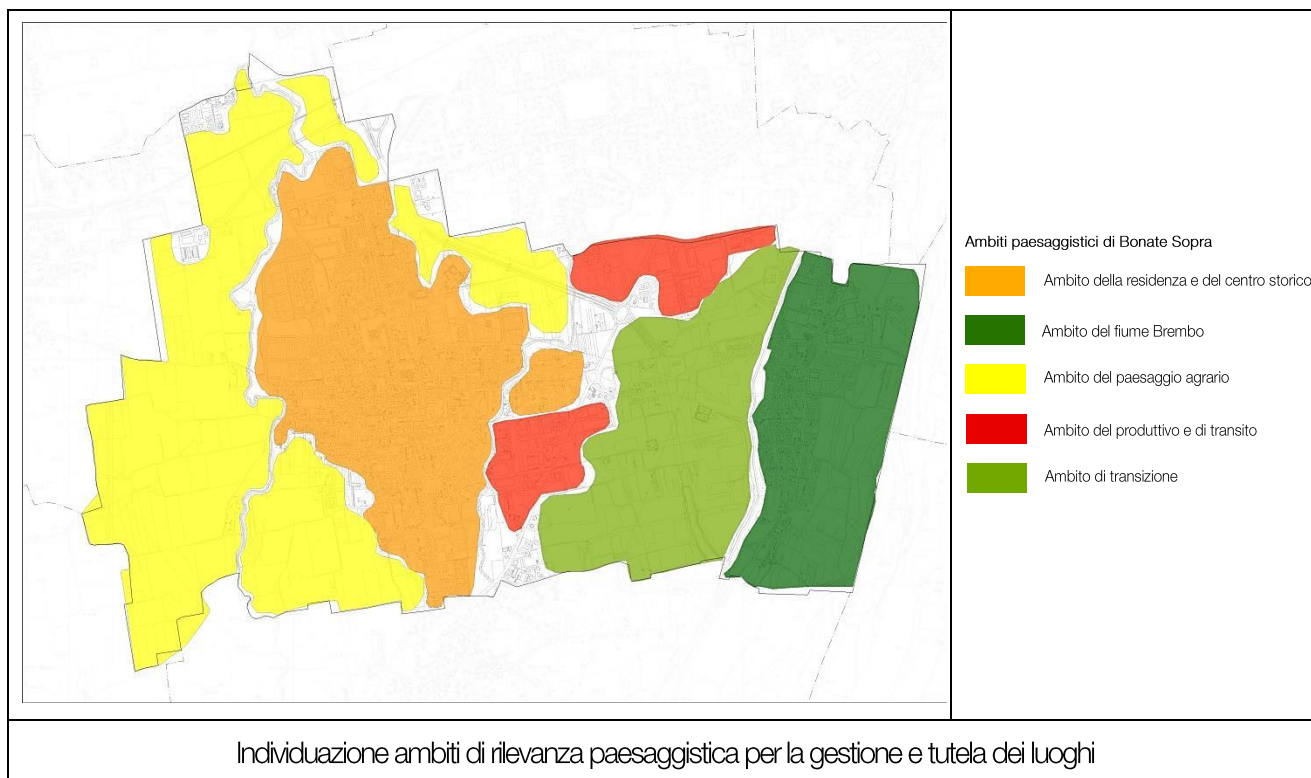 Ambiti paesaggistici di Bonate Sopra
Ambito della residenza e del centro storico
Ambito del fiume Brembo
Ambito del paesaggio agrario
Ambito del produttivo e di transito
Ambito di transizione
Individuazione ambiti di rilevanza paesaggistica per la gestione e tutela dei luoghi